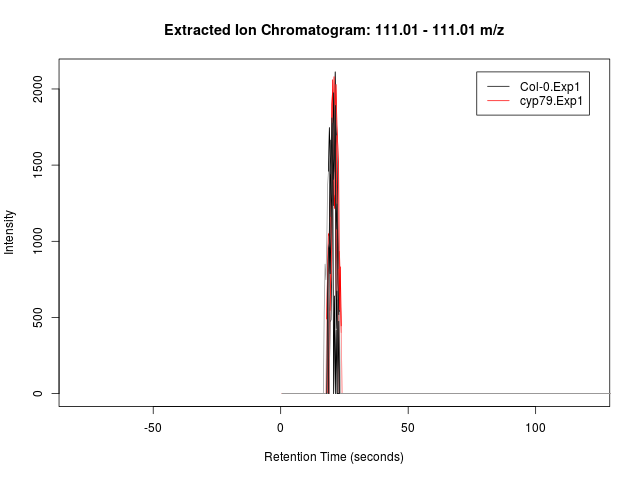 Extracted Ion Chromatogram: 111.01 - 111.01 m/z
Col-0.Exp1
cyp79.Exp1
Intensity
2000
1500
1000
500
0
-50
0
50
100
Retention Time (seconds)